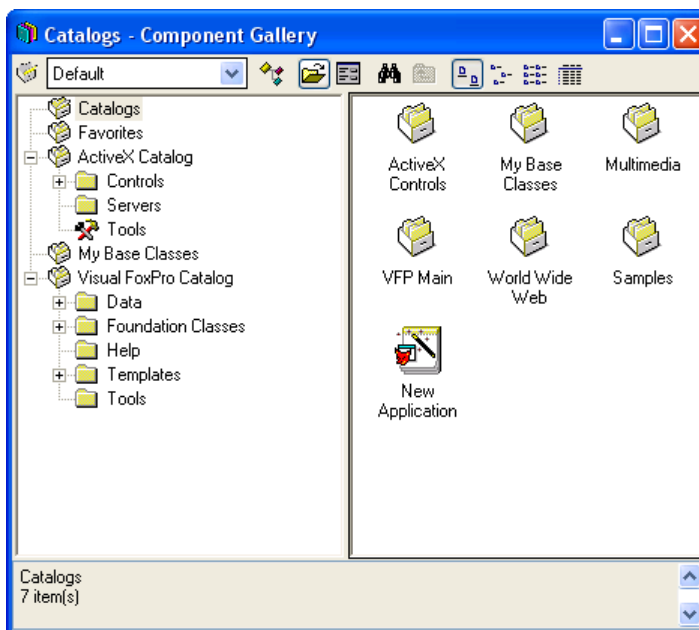 Catalogs - Component Gallery
Default
Catalogs
Favorites
ActiveX Catalog
Controls
Servers
Tools
My Base Classes
Visual FoxPro Catalog
Data
Foundation Classes
Help
Templates
Tools
ActiveX
Controls
My Base
Classes
Multimedia
VFP Main
World Wide
Web
Samples
New
Application
Catalogs
7 item(s)